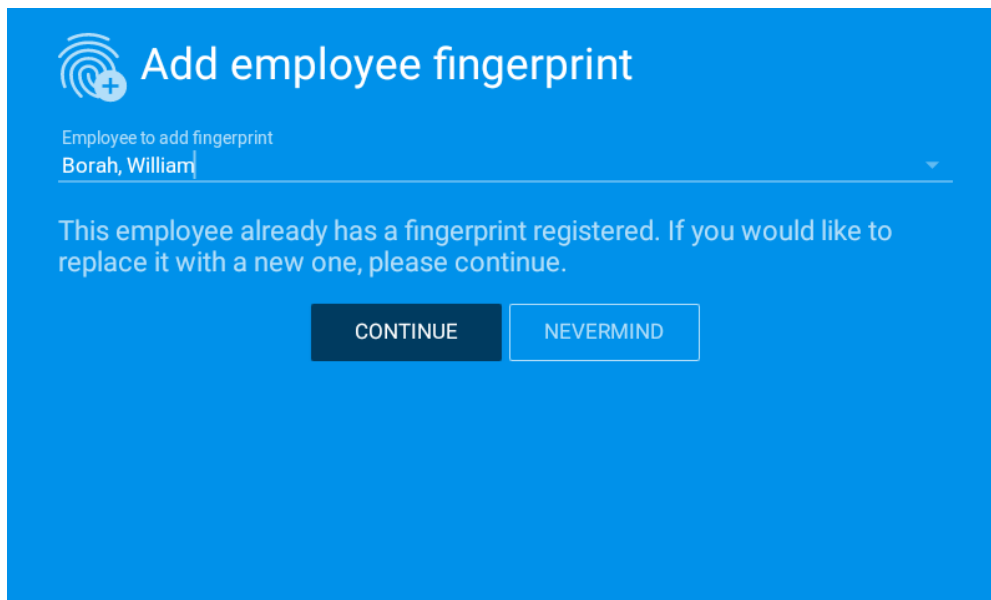 Add employee fingerprint
Employee to add fingerprint
Borah, William
This employee already has a fingerprint registered. If you would like to
replace it with a new one, please continue.
CONTINUE
NEVERMIND